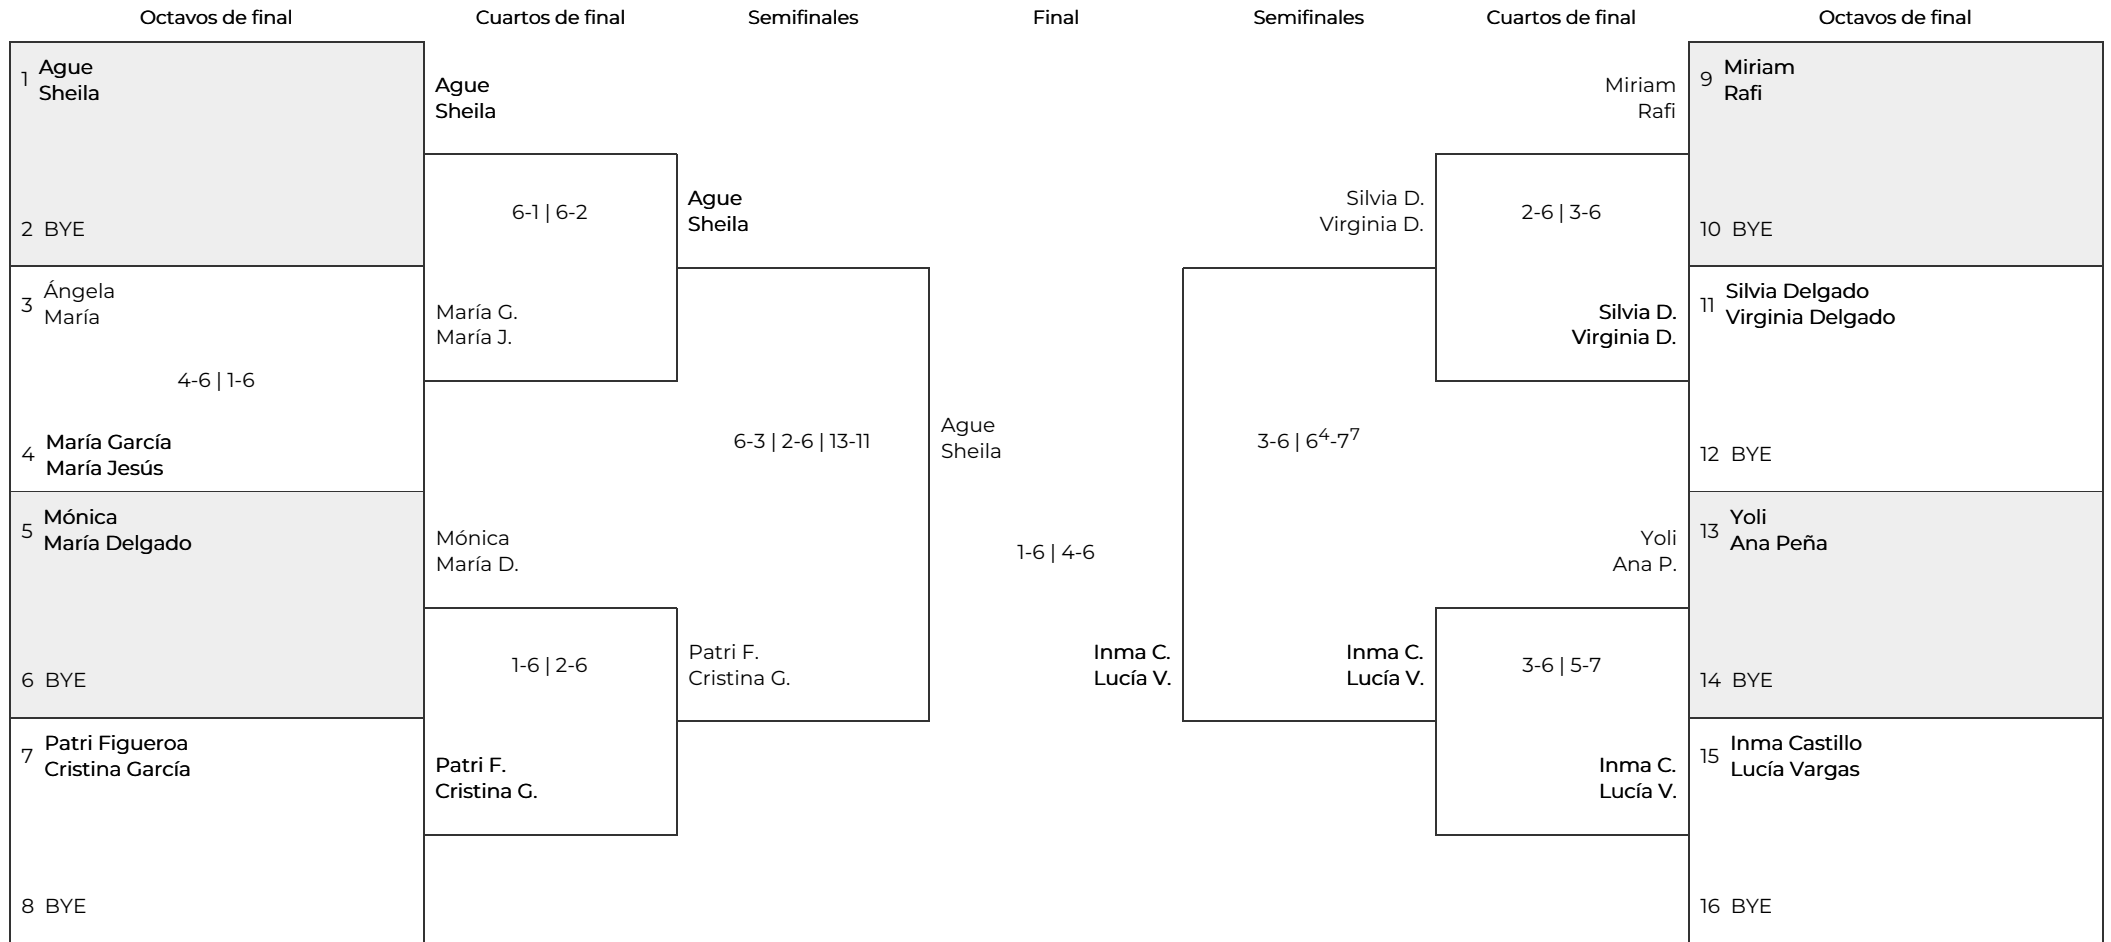 Octavos de final
Cuartos de final
Semifinales
Final
Semifinales
Cuartos de final
Octavos de final
1
Ague
Sheila
2 BYE
3
Ángela
María
4-6 | 1-6
4
María García
María Jesús
5
Mónica
María Delgado
6 BYE
7
Patri Figueroa
Cristina García
8 BYE
Ague
Sheila
6-1 | 6-2
María G.
María J.
Mónica
María D.
1-6 | 2-6
Patri F.
Cristina G.
Ague
Sheila
6-3 | 2-6 | 13-11
Patri F.
Cristina G.
Ague
Sheila
1-6 | 4-6
Inma C.
Lucía V.
Silvia D.
Virginia D.
3-6 | 6⁴-7⁷
Inma C.
Lucía V.
Miriam
Rafi
2-6 | 3-6
Silvia D.
Virginia D.
Yoli
Ana P.
3-6 | 5-7
Inma C.
Lucía V.
9
Miriam
Rafi
10 BYE
11
Silvia Delgado
Virginia Delgado
12 BYE
13
Yoli
Ana Peña
14 BYE
15
Inma Castillo
Lucía Vargas
16 BYE